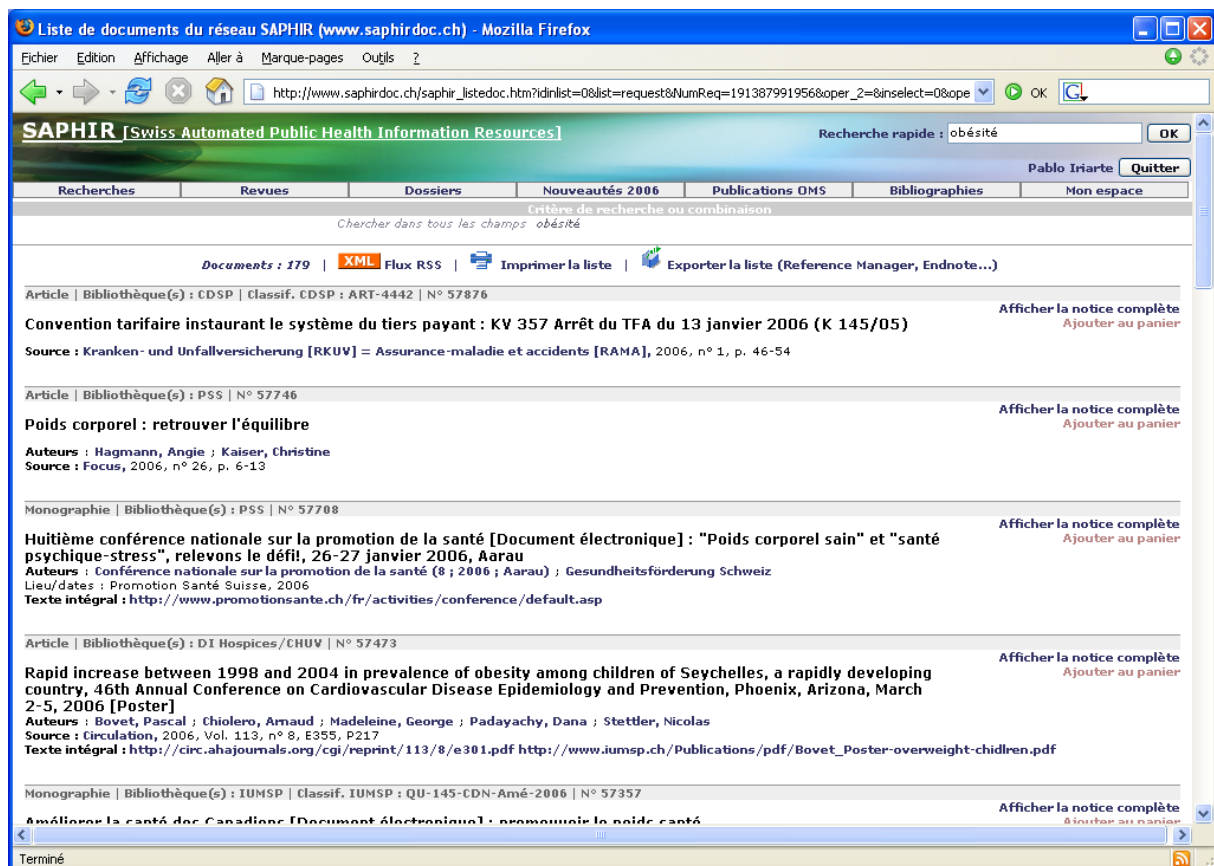 Liste de documents du réseau SAPHIR (www.saphirdoc.ch) - Mozilla Firefox
Fichier Edition Affichage Aller à Marque-pages Outils ?
http://www.saphirdoc.ch/saphir_listedoc.htm?idinlist=0&list=request&NumReq=191387991956&oper_2=&inselect=0&ope OK G
SAPHIR [Swiss Automated Public Health Information Resources] Recherche rapide : obésité OK
Pablo Iriarte Quitter
Recherches Revues Dossiers Nouveautés 2006 Publications OMS Bibliographies Mon espace
Critère de recherche ou combinaison
Chercher dans tous les champs obésité
Documents : 179 | XML Flux RSS | Imprimer la liste | Exporter la liste (Reference Manager, Endnote...)
Article | Bibliothèque(s) : CDSP | Classif. CDSP : ART-4442 | N° 57876
Afficher la notice complète
Ajouter au panier
Convention tarifaire instaurant le système du tiers payant : KV 357 Arrêt du TFA du 13 janvier 2006 (K 145/05)
Source : Kranken- und Unfallversicherung [RKUV] = Assurance-maladie et accidents [RAMA], 2006, n° 1, p. 46-54
Article | Bibliothèque(s) : PSS | N° 57746
Afficher la notice complète
Ajouter au panier
Poids corporel : retrouver l'équilibre
Auteurs : Hagmann, Angie ; Kaiser, Christine
Source : Focus, 2006, n° 26, p. 6-13
Monographie | Bibliothèque(s) : PSS | N° 57708
Afficher la notice complète
Ajouter au panier
Huitième conférence nationale sur la promotion de la santé [Document électronique] : "Poids corporel sain" et "santé
psychique-stress", relevons le défi!, 26-27 janvier 2006, Aarau
Auteurs : Conférence nationale sur la promotion de la santé (8 ; 2006 ; Aarau) ; Gesundheitsförderung Schweiz
Lieu/dates : Promotion Santé Suisse, 2006
Texte intégral : http://www.promotionsante.ch/fr/activities/conference/default.asp
Article | Bibliothèque(s) : DI Hospices/CHUV | N° 57473
Afficher la notice complète
Ajouter au panier
Rapid increase between 1998 and 2004 in prevalence of obesity among children of Seychelles, a rapidly developing
country, 46th Annual Conference on Cardiovascular Disease Epidemiology and Prevention, Phoenix, Arizona, March
2-5, 2006 [Poster]
Auteurs : Bovet, Pascal ; Chiolero, Arnaud ; Madeleine, George ; Padayachy, Dana ; Stettler, Nicolas
Source : Circulation, 2006, Vol. 113, n° 8, E355, P217
Texte intégral : http://circ.ahajournals.org/cgi/reprint/113/8/e301.pdf http://www.iumsp.ch/Publications/pdf/Bovet_Poster-overweight-chidlren.pdf
Monographie | Bibliothèque(s) : IUMSP | Classif. IUMSP : QU-145-CDN-Amé-2006 | N° 57357
Afficher la notice complète
Ajouter au panier
Améliorer la santé des Canadiens [Document électronique] : promouvoir le poids santé
Terminé